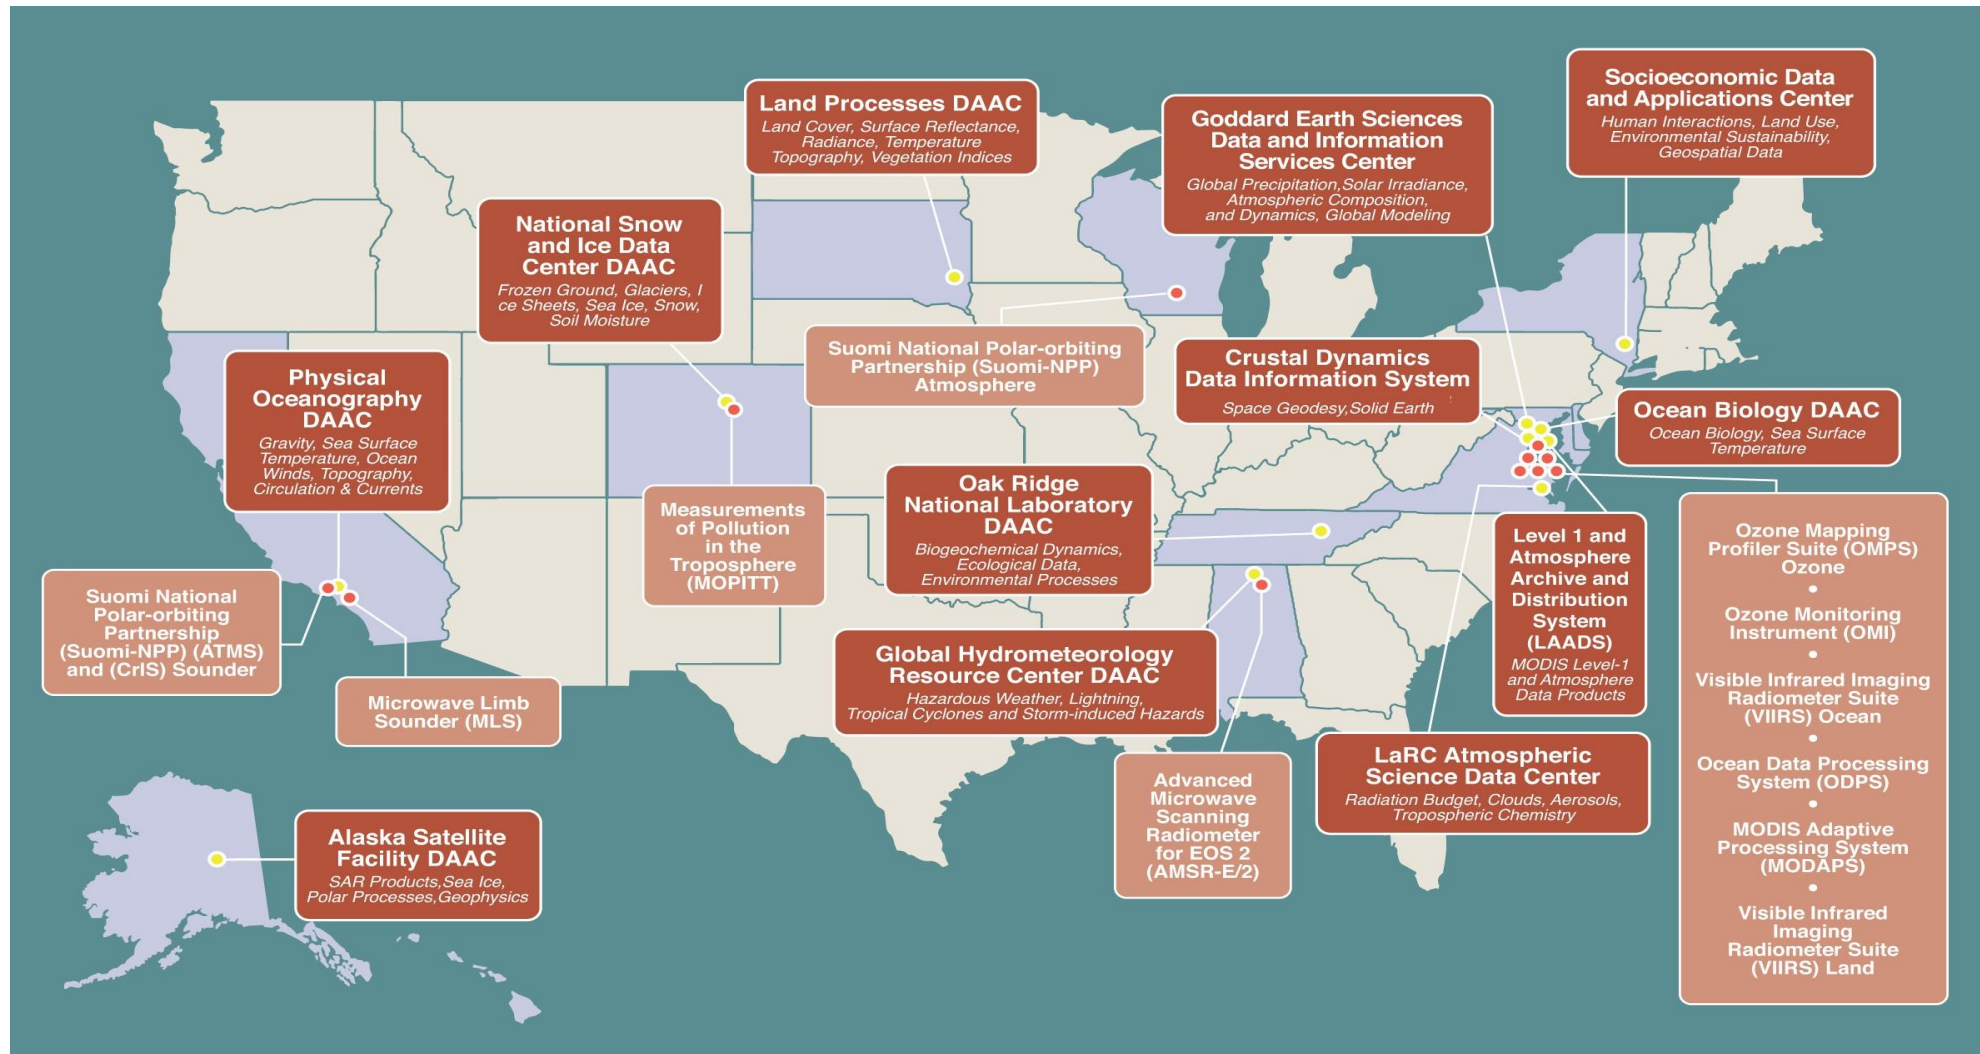 Land Processes DAAC
Land Cover, Surface Reflectance,
Radiance, Temperature
Topography, Vegetation Indices
Goddard Earth Sciences
Data and Information
Services Center
Global Precipitation,Solar Irradiance,
Atmospheric Composition,
and Dynamics, Global Modeling
Socioeconomic Data
and Applications Center
Human Interactions, Land Use,
Environmental Sustainability,
Geospatial Data
National Snow
and Ice Data
Center DAAC
Frozen Ground, Glaciers, I
ce Sheets, Sea Ice, Snow,
Soil Moisture
Suomi National Polar-orbiting
Partnership (Suomi-NPP)
Atmosphere
Crustal Dynamics
Data Information System
Space Geodesy,Solid Earth
Ocean Biology DAAC
Ocean Biology, Sea Surface
Temperature
Physical
Oceanography
DAAC
Gravity, Sea Surface
Temperature, Ocean
Winds, Topography,
Circulation & Currents
Measurements
of Pollution
in the
Troposphere
(MOPITT)
Oak Ridge
National Laboratory
DAAC
Biogeochemical Dynamics,
Ecological Data,
Environmental Processes
Level 1 and
Atmosphere
Archive and
Distribution
System
(LAADS)
MODIS Level-1
and Atmosphere
Data Products
Ozone Mapping
Profiler Suite (OMPS)
Ozone
•
Ozone Monitoring
Instrument (OMI)
•
Visible Infrared Imaging
Radiometer Suite
(VIIRS) Ocean
•
Ocean Data Processing
System (ODPS)
•
MODIS Adaptive
Processing System
(MODAPS)
•
Visible Infrared
Imaging
Radiometer Suite
(VIIRS) Land
Suomi National
Polar-orbiting
Partnership
(Suomi-NPP) (ATMS)
and (CrIS) Sounder
Microwave Limb
Sounder (MLS)
Global Hydrometeorology
Resource Center DAAC
Hazardous Weather, Lightning,
Tropical Cyclones and Storm-induced Hazards
Advanced
Microwave
Scanning
Radiometer
for EOS 2
(AMSR-E/2)
LaRC Atmospheric
Science Data Center
Radiation Budget, Clouds, Aerosols,
Tropospheric Chemistry
Alaska Satellite
Facility DAAC
SAR Products,Sea Ice,
Polar Processes,Geophysics